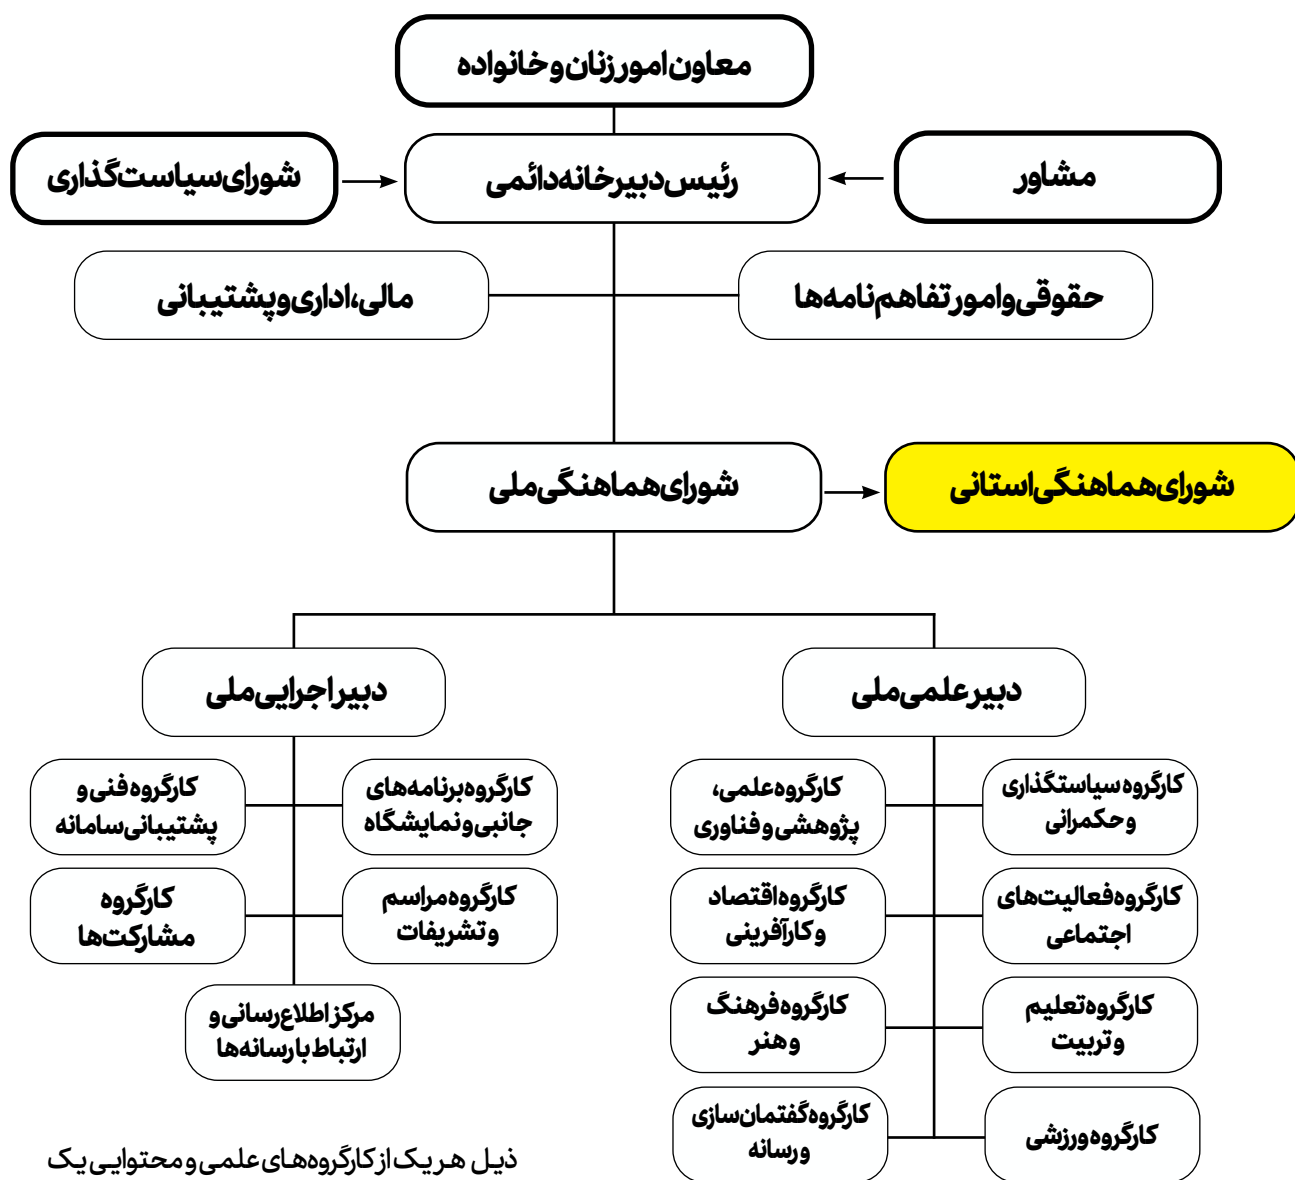 معاون امور زنان و خانواده
مشاور
رئیس دبیرخانه دائمی
شورای سیاست‌گذاری
حقوقی و امور تفاهم‌نامه‌ها
مالی، اداری و پشتیبانی
شورای هماهنگی استانی
شورای هماهنگی ملی
دبیر علمی ملی
دبیر اجرایی ملی
کارگروه سیاستگذاری
و حکمرانی
کارگروه علمی،
پژوهشی و فناوری
کارگروه فعالیت‌های
اجتماعی
کارگروه اقتصاد
و کارآفرینی
کارگروه تعلیم
و تربیت
کارگروه فرهنگ
و هنر
کارگروه ورزشی
کارگروه گفتمان‌سازی
و رسانه
کارگروه برنامه‌های
جانبی و نمایشگاه
کارگروه فنی و
پشتیبانی سامانه
کارگروه مراسم
و تشریفات
کارگروه
مشارکت‌ها
مرکز اطلاع‌رسانی و
ارتباط با رسانه‌ها
ذیل هر یک از کارگروه‌های علمی و محتوایی یک